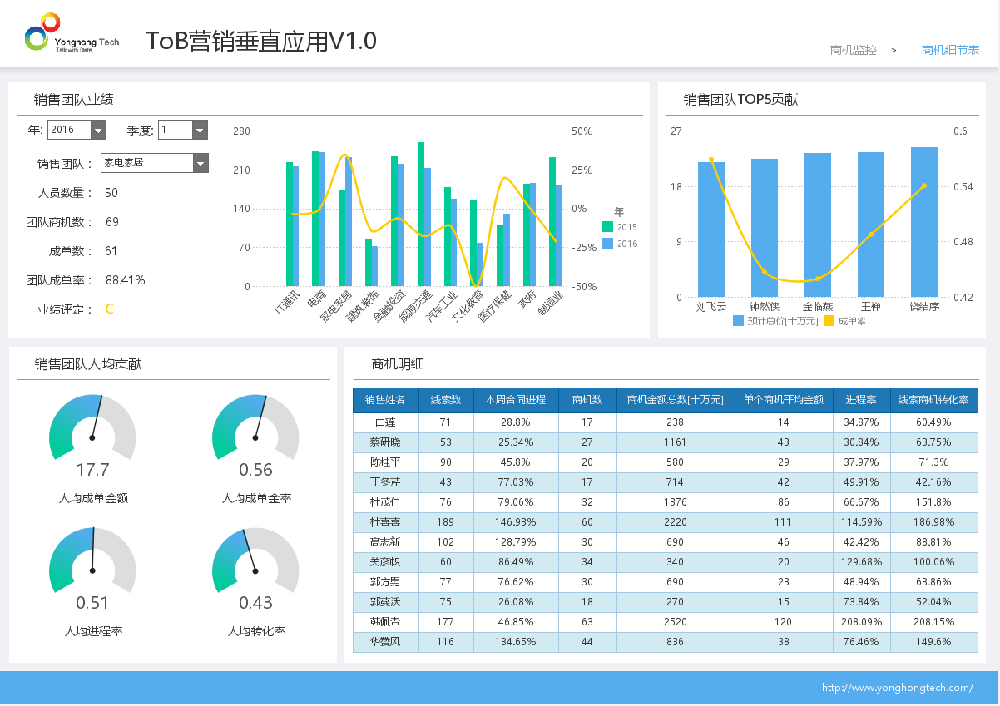 Yonghong Tech
Talk with Data
ToB营销垂直应用V1.0
商机监控 > 商机细节表
销售团队业绩
年: 2016 季度: 1
销售团队： 家电家居
人员数量： 50
团队商机数： 69
成单数： 61
团队成单率： 88.41%
业绩评定： C
280 50%
210 25%
140 0%
70 -25%
0 -50%
年
2015
2016
IT通讯 电商 家电家居 建筑装饰 金融投资 能源交通 汽车工业 文化教育 医疗保健 政府 制造业
销售团队TOP5贡献
27 0.6
18 0.54
9 0.48
0 0.42
刘飞云 钟然侠 金临燕 王禅 饶结序
预计总价[十万元] 成单率
销售团队人均贡献
17.7 0.56
人均成单金额 人均成单金率
0.51 0.43
人均进程率 人均转化率
商机明细
销售姓名 线索数 本周合同进程 商机数 商机金额总数[十万元] 单个商机平均金额 进程率 线索商机转化率
白莲 71 28.8% 17 238 14 34.87% 60.49%
蔡研晓 53 25.34% 27 1161 43 30.84% 63.75%
陈桂平 90 45.8% 20 580 29 37.97% 71.3%
丁冬芹 43 77.03% 17 714 42 49.91% 42.16%
杜茂仁 76 79.06% 32 1376 86 66.67% 151.8%
杜喜喜 189 146.93% 60 2220 111 114.59% 186.98%
高志新 102 128.79% 30 690 46 42.42% 88.81%
关彦帜 60 86.49% 34 340 20 129.68% 100.06%
郭方男 77 76.62% 30 690 23 48.94% 63.86%
郭蔓沃 75 26.08% 18 270 15 73.84% 52.04%
韩佩杏 177 46.85% 63 2520 120 208.09% 208.15%
华赞风 116 134.65% 44 836 38 76.46% 149.6%
http://www.yonghongtech.com/